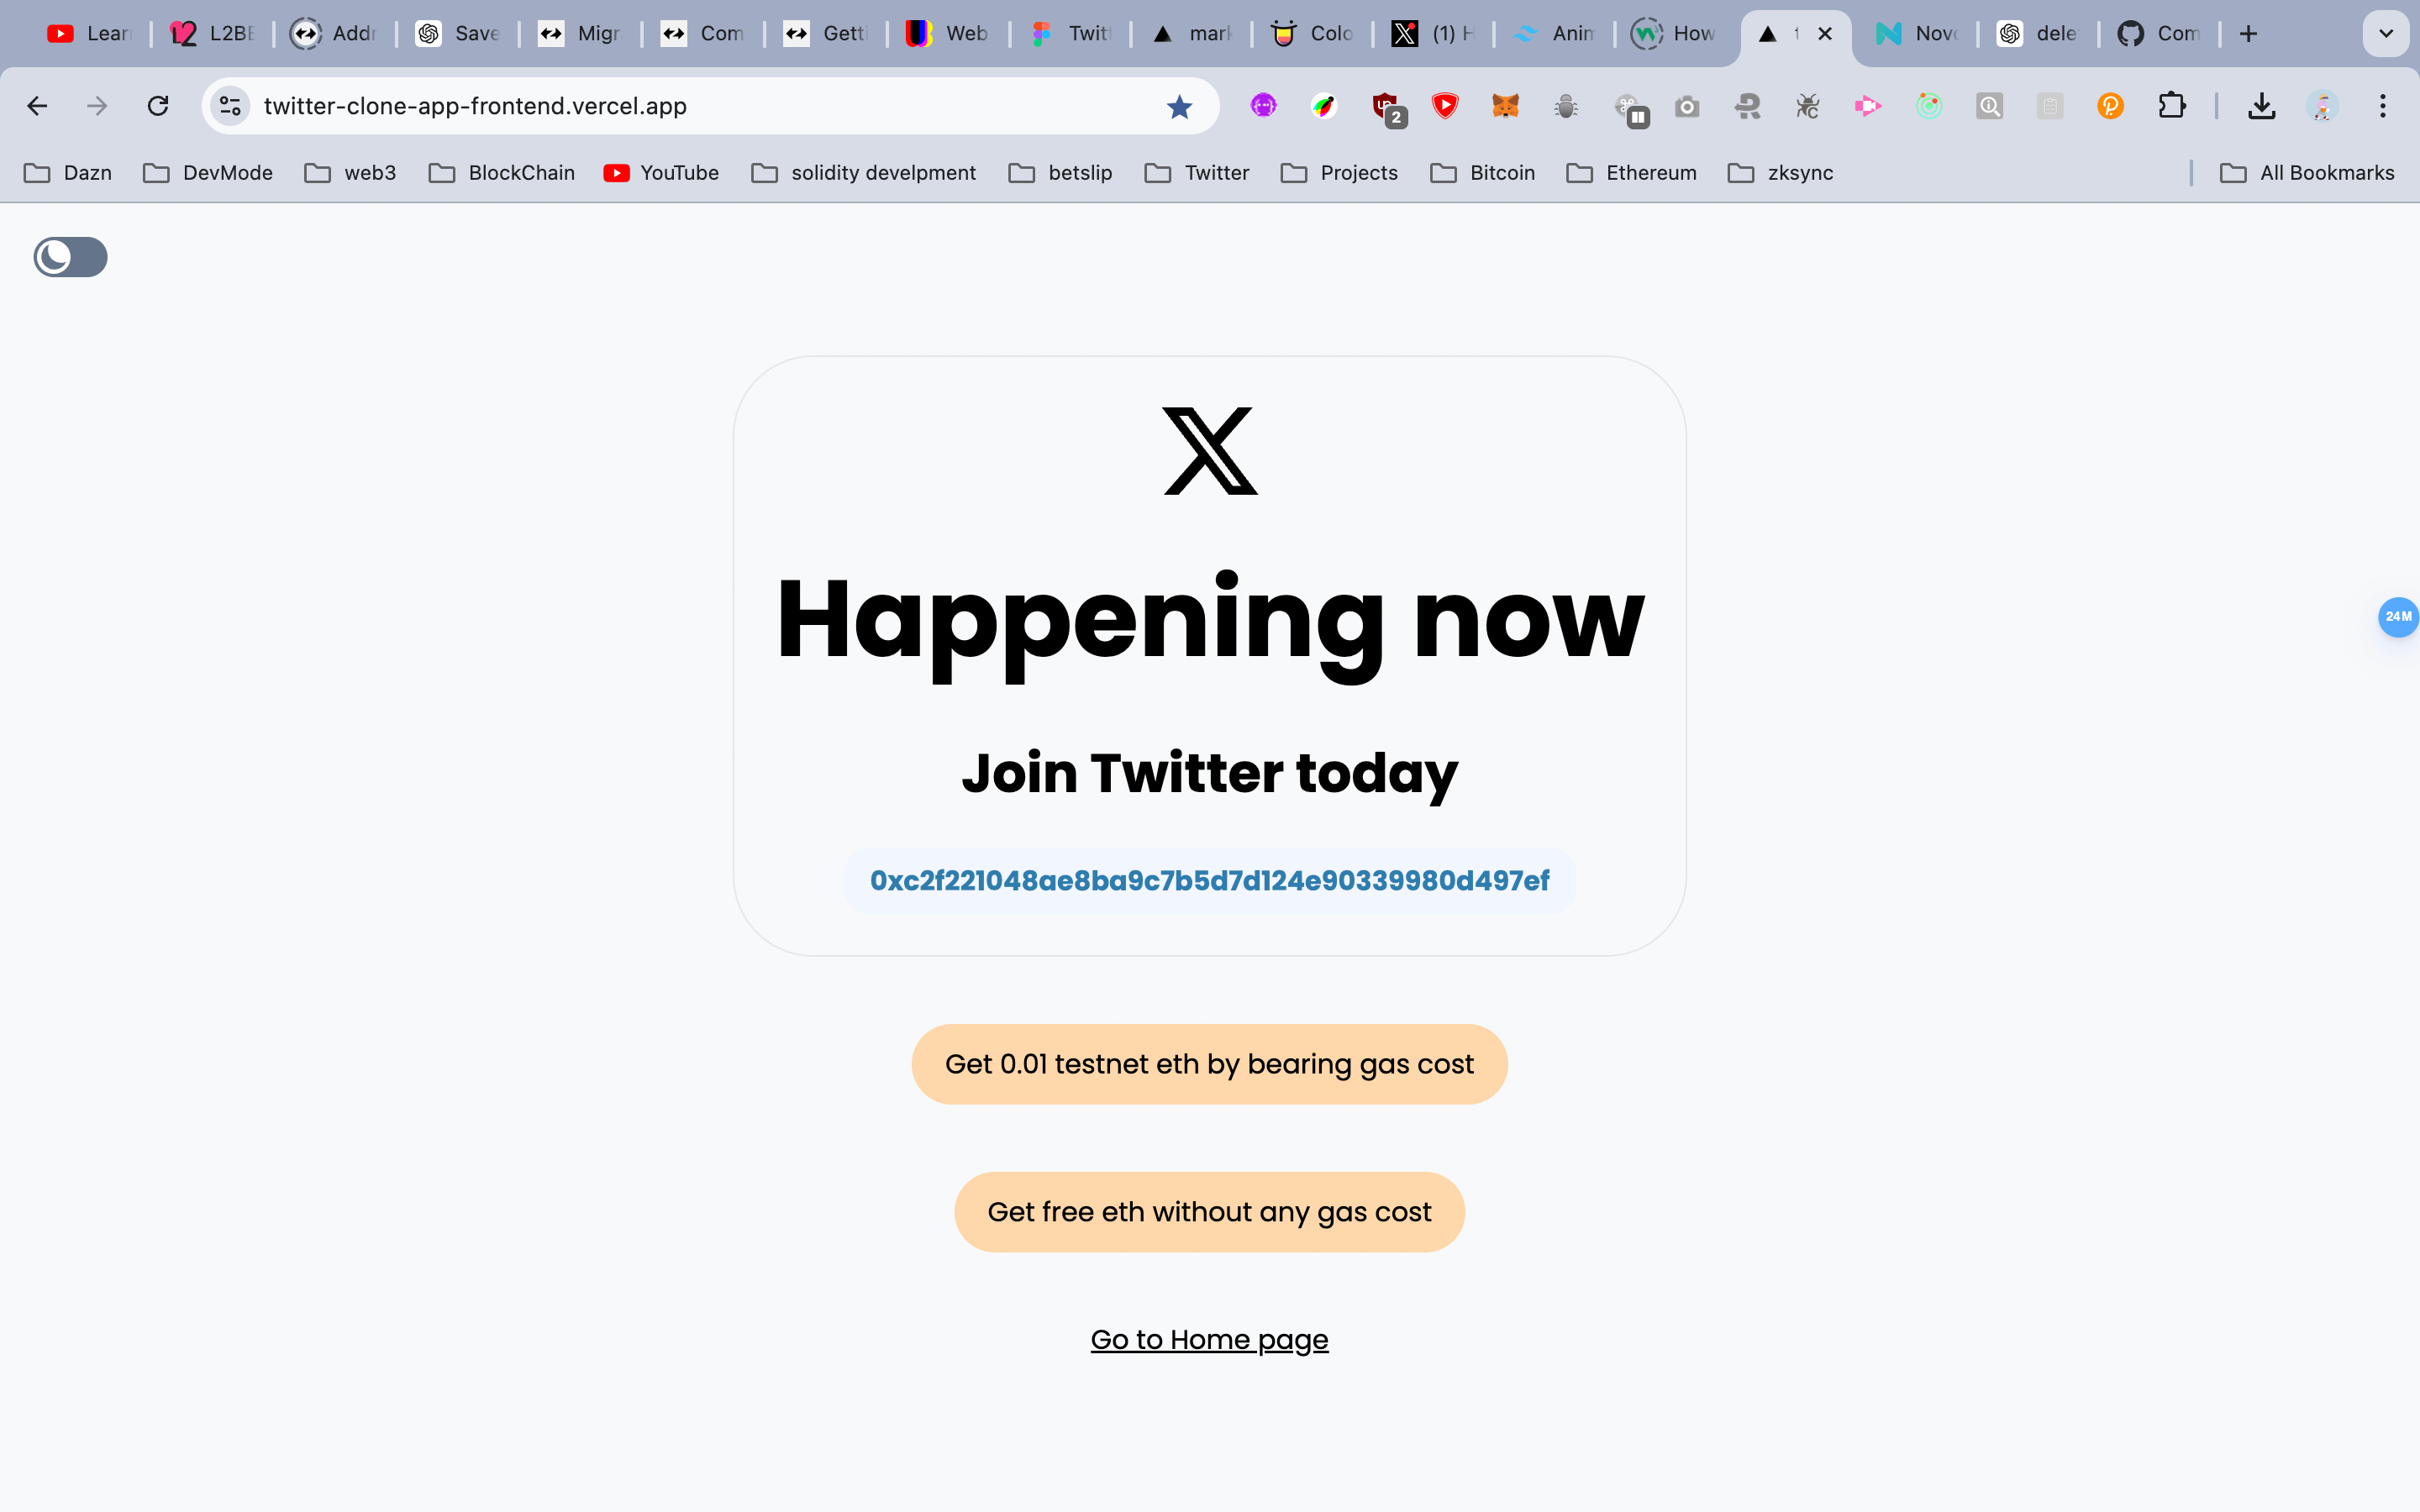 Lear L2BE Addr Save Migr Com Getti Web Twitt mark Colo (1) H Anim How Nov dele Com
twitter-clone-app-frontend.vercel.app
2
Dazn DevMode web3 BlockChain YouTube solidity develpment betslip Twitter Projects Bitcoin Ethereum zksync All Bookmarks
Happening now
24M
Join Twitter today
0xc2f221048ae8ba9c7b5d7d124e90339980d497ef
Get 0.01 testnet eth by bearing gas cost
Get free eth without any gas cost
Go to Home page